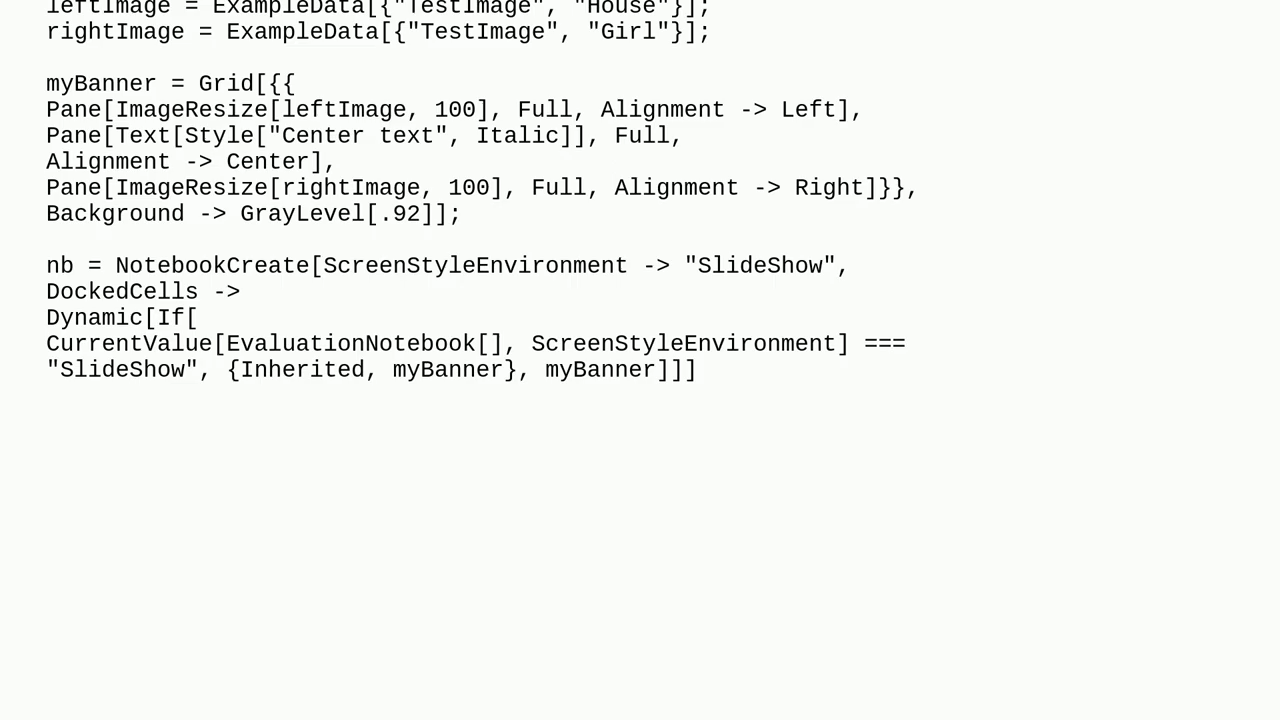 leftImage = ExampleData[{"TestImage", "House"}];
rightImage = ExampleData[{"TestImage", "Girl"}];
myBanner = Grid[{{
Pane[ImageResize[leftImage, 100], Full, Alignment -> Left],
Pane[Text[Style["Center text", Italic]], Full,
Alignment -> Center],
Pane[ImageResize[rightImage, 100], Full, Alignment -> Right]}},
Background -> GrayLevel[.92]];
nb = NotebookCreate[ScreenStyleEnvironment -> "SlideShow",
DockedCells ->
Dynamic[If[
CurrentValue[EvaluationNotebook[], ScreenStyleEnvironment] ===
"SlideShow", {Inherited, myBanner}, myBanner]]]